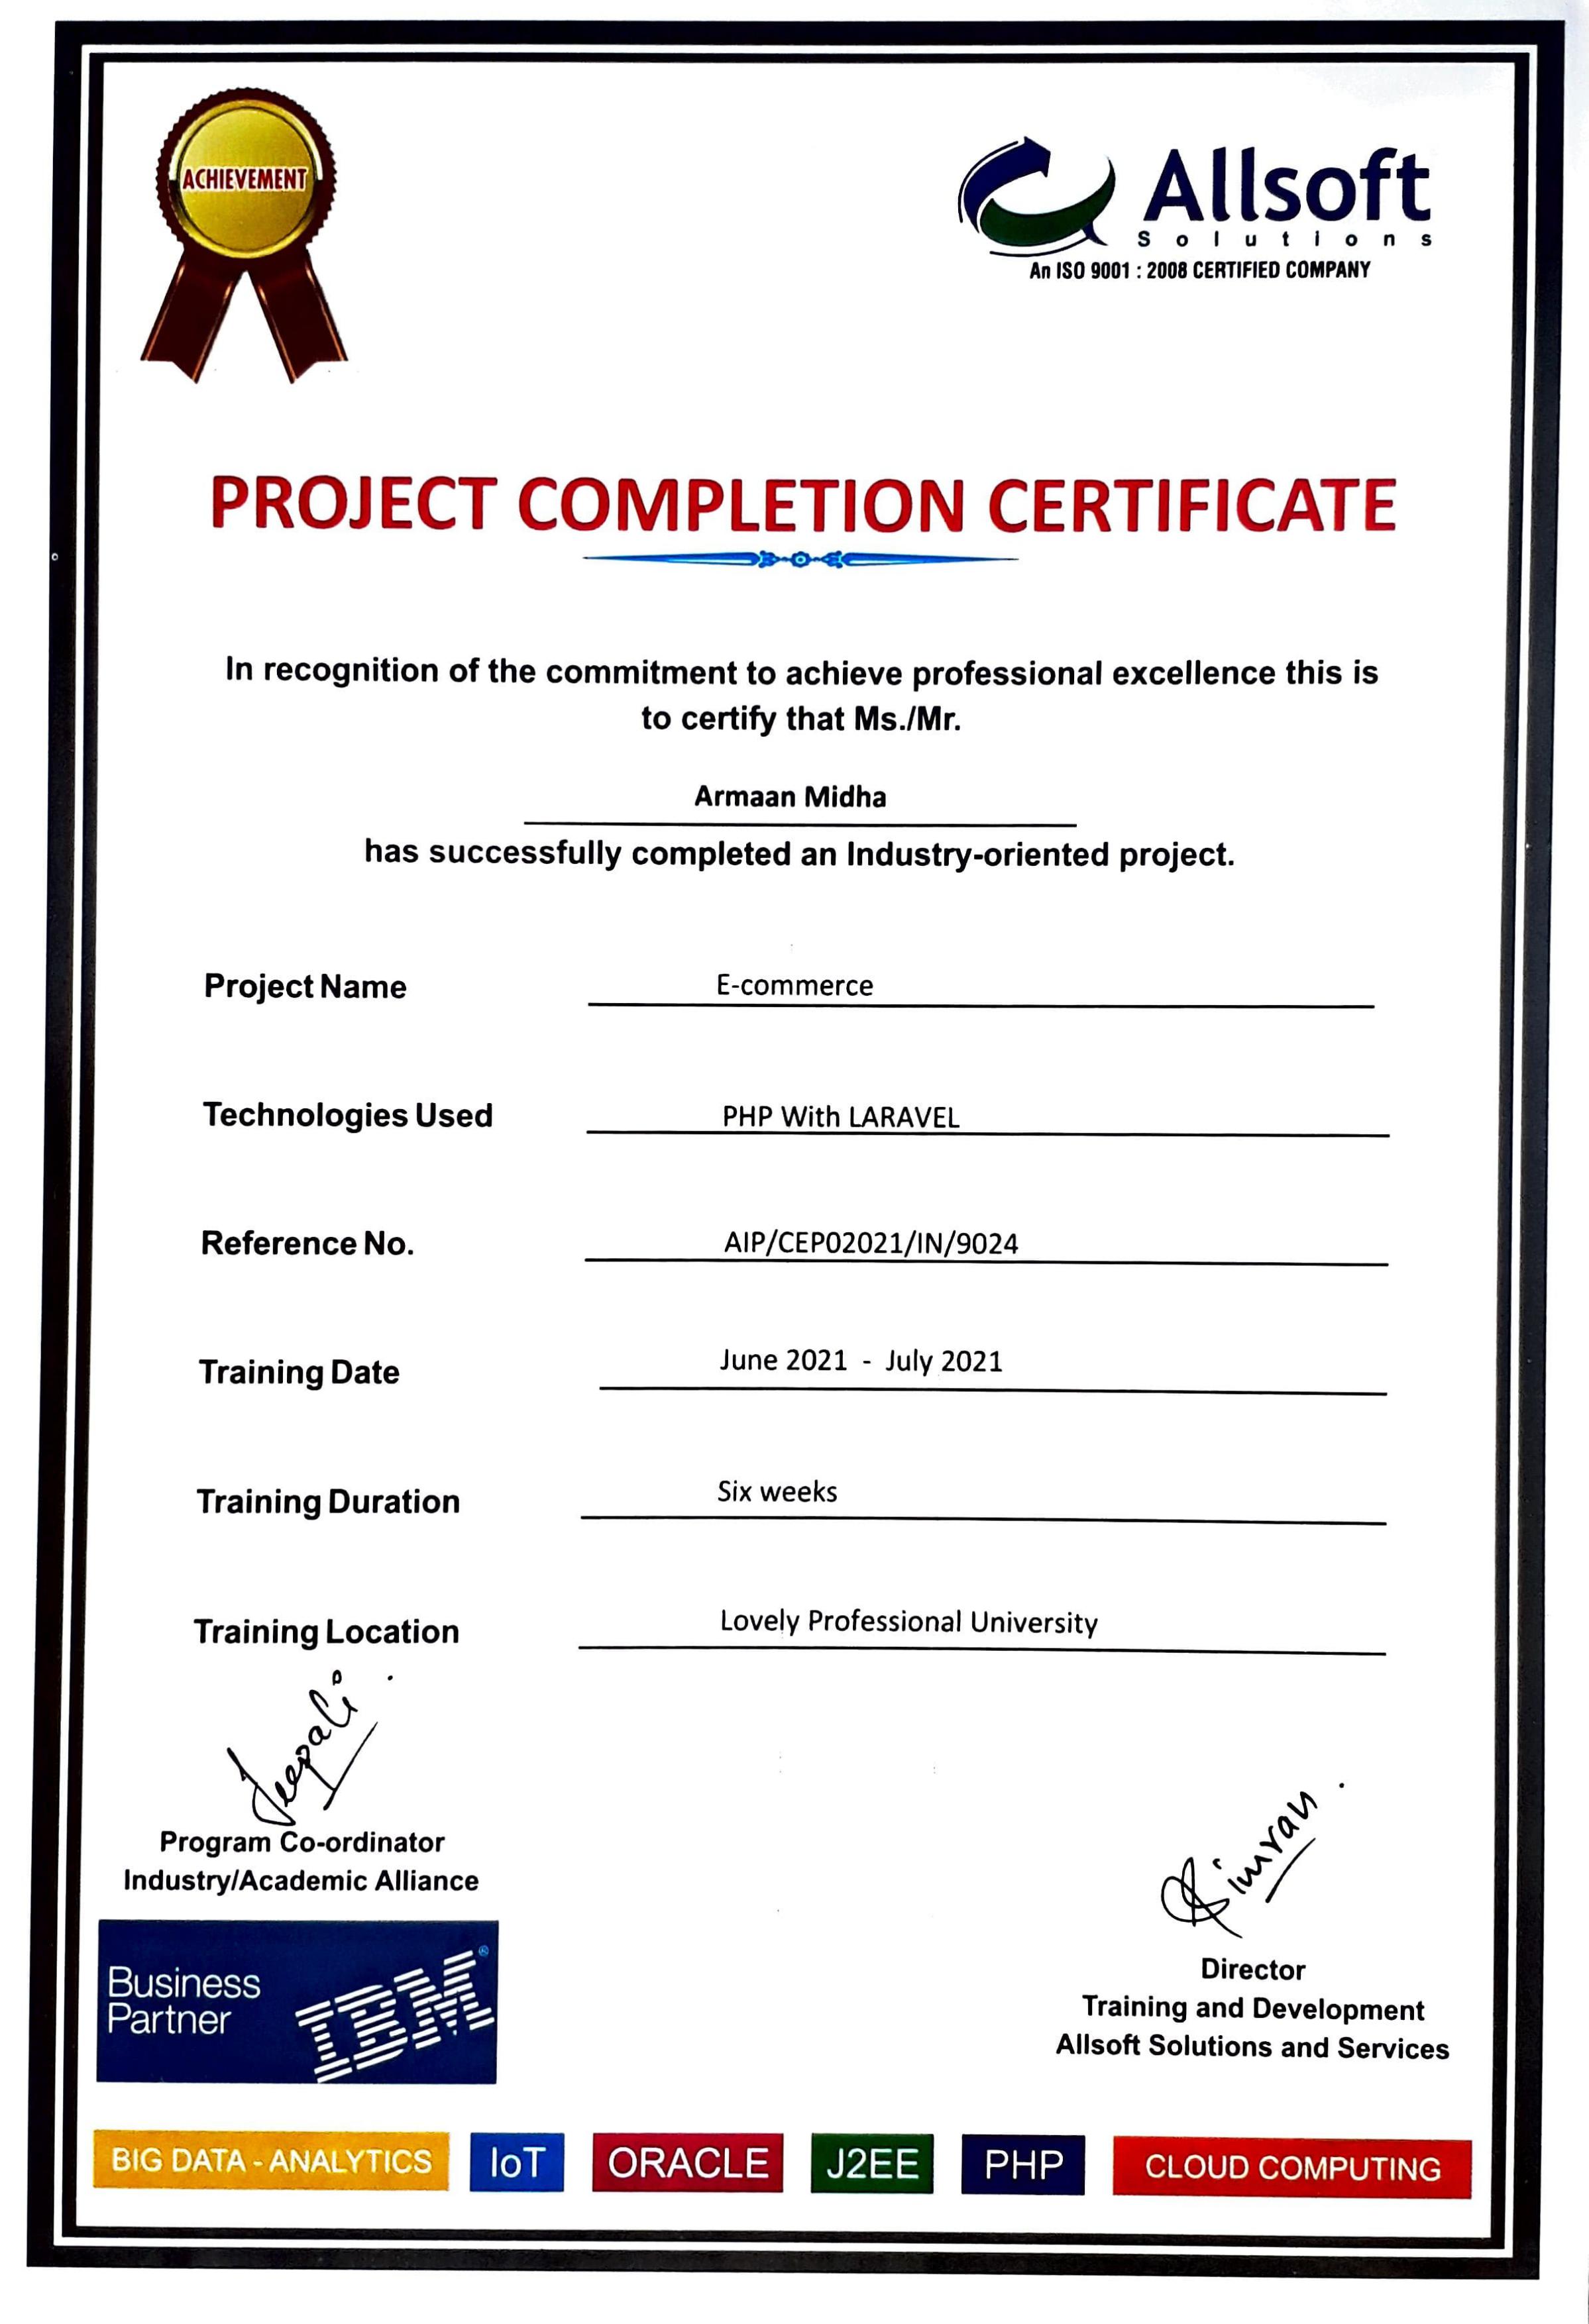 ACHIEVEMENT
Allsoft
Solutions
An ISO 9001 : 2008 CERTIFIED COMPANY
PROJECT COMPLETION CERTIFICATE
In recognition of the commitment to achieve professional excellence this is
to certify that Ms./Mr.
Armaan Midha
has successfully completed an Industry-oriented project.
Project Name E-commerce
Technologies Used PHP With LARAVEL
Reference No. AIP/CEP02021/IN/9024
Training Date June 2021 - July 2021
Training Duration Six weeks
Training Location Lovely Professional University
Simran
Program Co-ordinator
Industry/Academic Alliance
Business
Partner
IBM®
Director
Training and Development
Allsoft Solutions and Services
BIG DATA - ANALYTICS IoT ORACLE J2EE PHP CLOUD COMPUTING